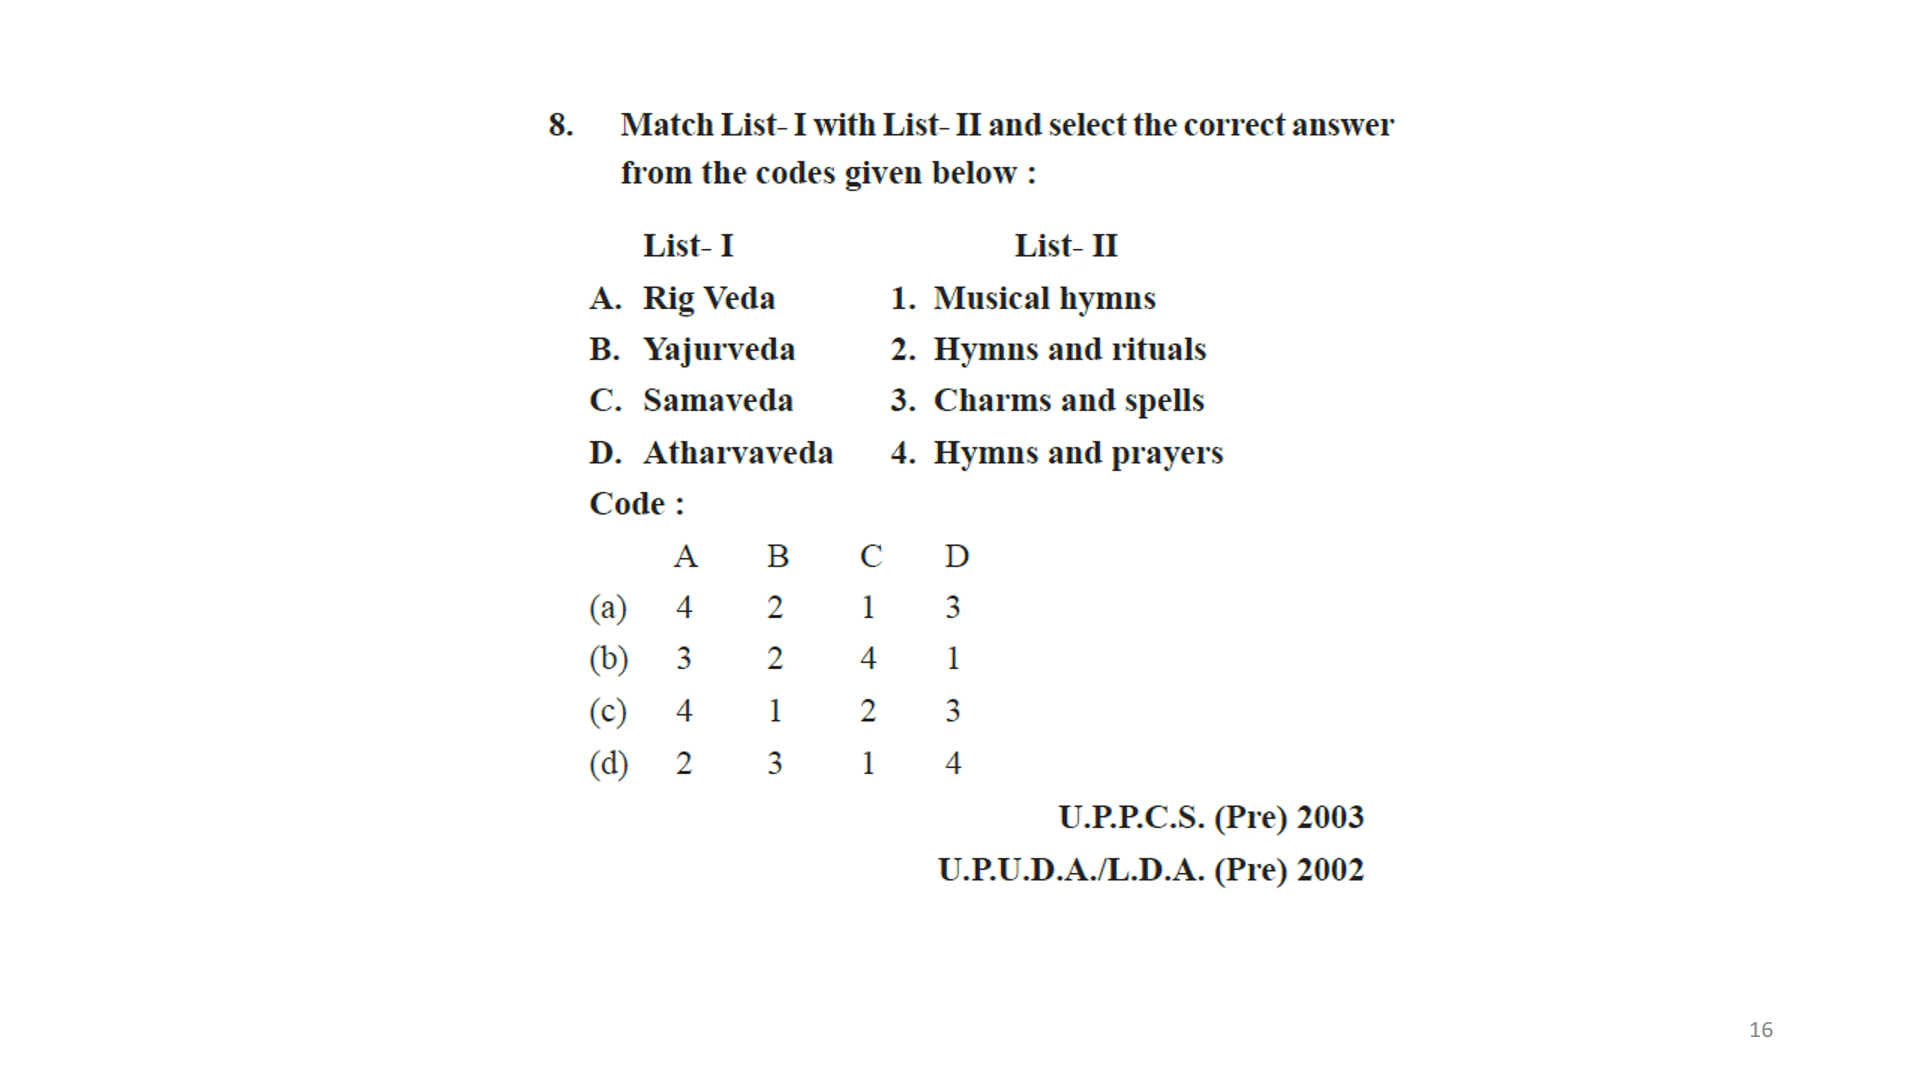 8. Match List- I with List- II and select the correct answer
from the codes given below :
List- I List- II
A. Rig Veda 1. Musical hymns
B. Yajurveda 2. Hymns and rituals
C. Samaveda 3. Charms and spells
D. Atharvaveda 4. Hymns and prayers
Code :
A B C D
(a) 4 2 1 3
(b) 3 2 4 1
(c) 4 1 2 3
(d) 2 3 1 4
U.P.P.C.S. (Pre) 2003
U.P.U.D.A./L.D.A. (Pre) 2002
16